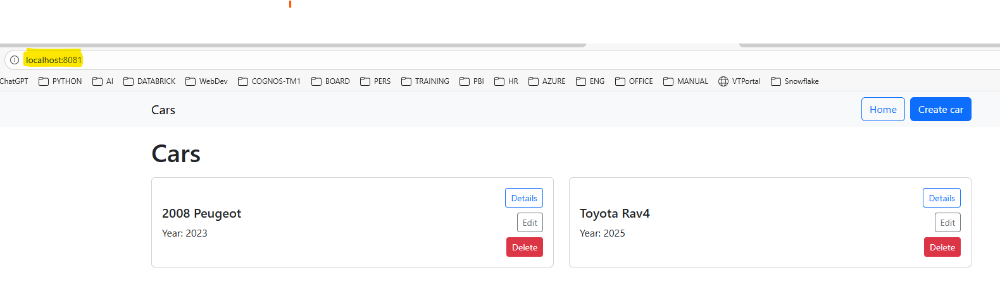 localhost:8081
ChatGPT PYTHON AI DATABRICK WebDev COGNOS-TM1 BOARD PERS TRAINING PBI HR AZURE ENG OFFICE MANUAL VTPortal Snowflake
Cars Home Create car
Cars
Details Details
2008 Peugeot Toyota Rav4
Edit Edit
Year: 2023 Year: 2025
Delete Delete